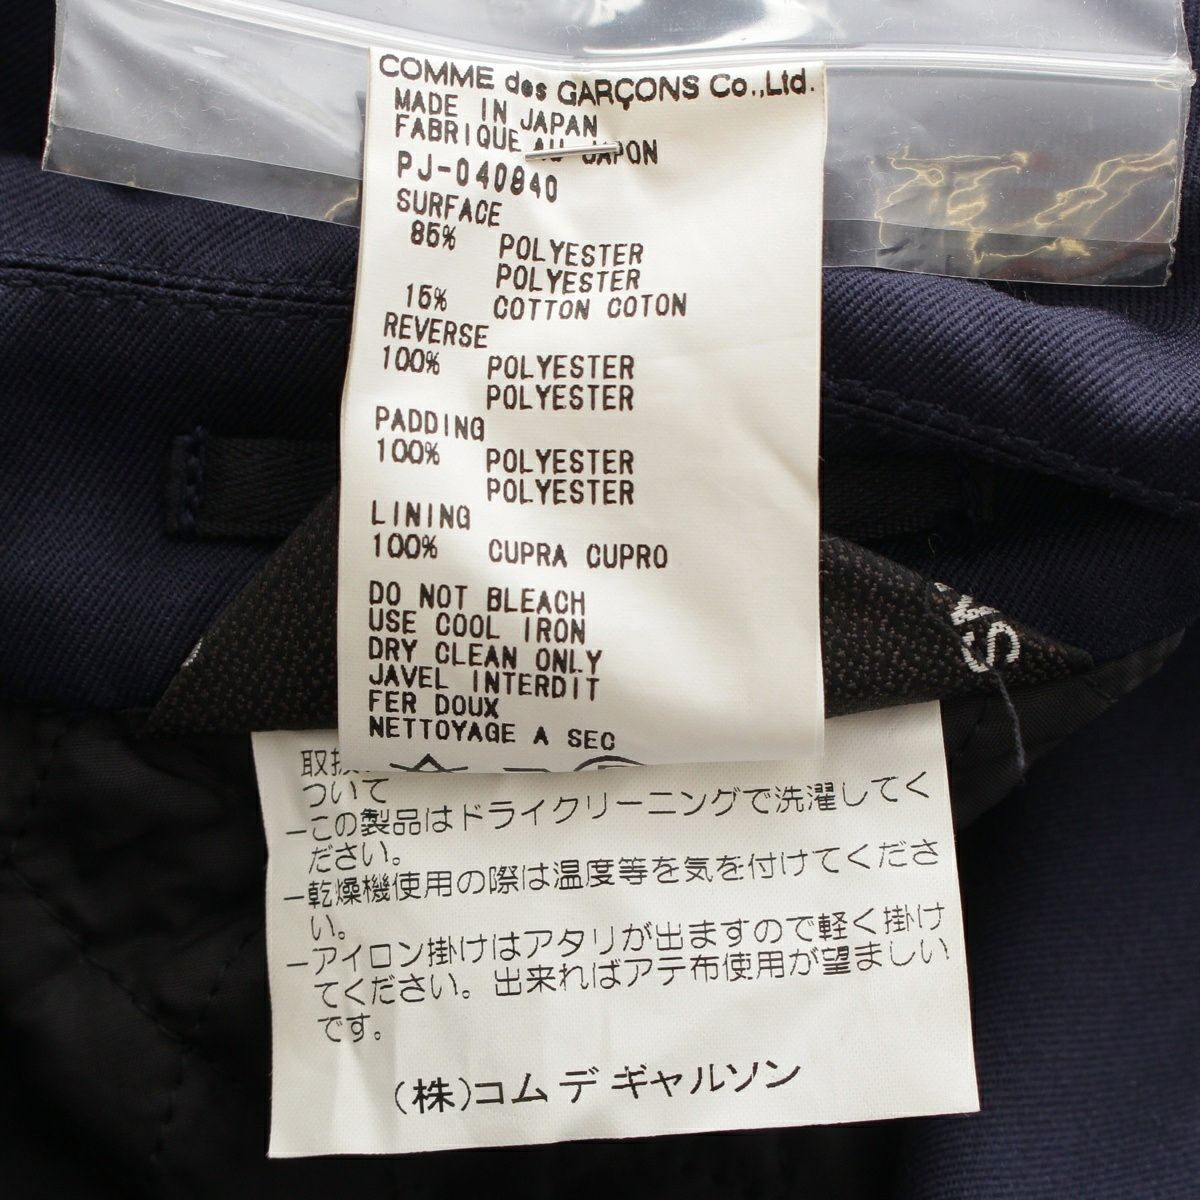 COMME des GARÇONS Co.,Ltd.
MADE IN JAPAN
FABRIQUE AU JAPON
PJ-040840
SURFACE
85% POLYESTER
POLYESTER
15% COTTON COTON
REVERSE
100% POLYESTER
POLYESTER
PADDING
100% POLYESTER
POLYESTER
LINING
100% CUPRA CUPRO
DO NOT BLEACH
USE COOL IRON
DRY CLEAN ONLY
JAVEL INTERDIT
FER DOUX
NETTOYAGE A SEC
NS
取扱
ついて
−この製品はドライクリーニングで洗濯してく
ださい。
−乾燥機使用の際は温度等を気を付けてくださ
い。
−アイロン掛けはアタリが出ますので軽く掛け
てください。出来ればアテ布使用が望ましい
です。
(株)コム デ ギャルソン